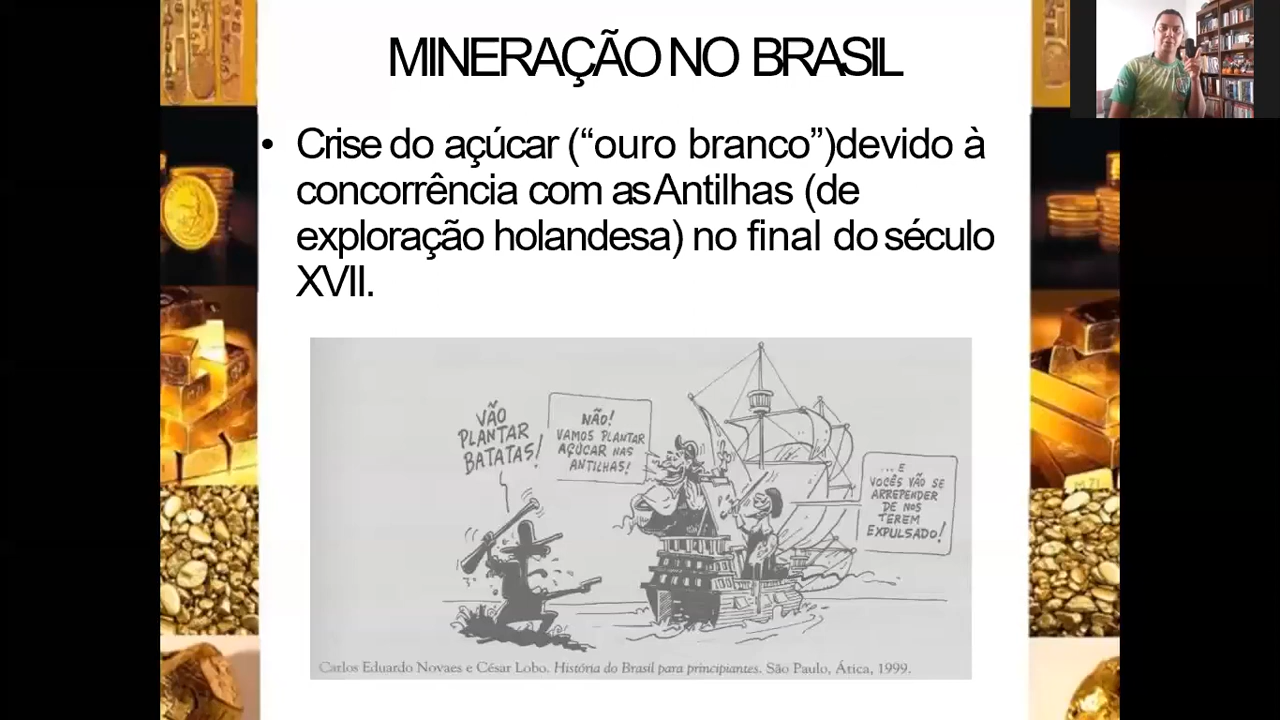 MINERAÇÃO NO BRASIL
• Crise do açúcar (“ouro branco”)devido à
concorrência com as Antilhas (de
exploração holandesa) no final do século
XVII.
VÃO
PLANTAR
BATATAS!
NÃO!
VAMOS PLANTAR
AÇÚCAR NAS
ANTILHAS!
...E
VOCÊS VÃO SE
ARREPENDER
DE NOS
TEREM
EXPULSADO!
Carlos Eduardo Novaes e César Lobo. História do Brasil para principiantes. São Paulo, Ática, 1999.